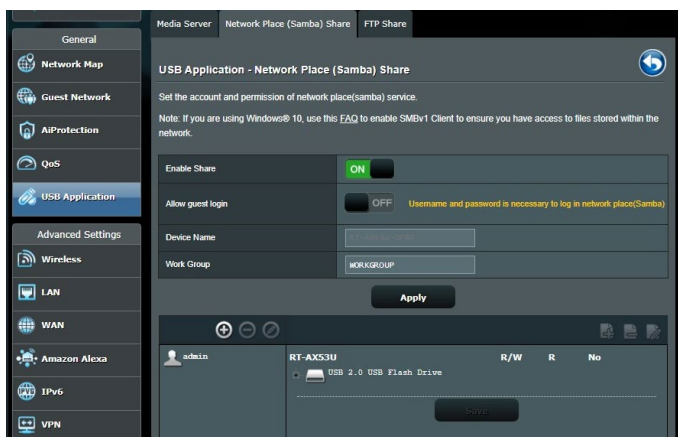 Media Server
Network Place (Samba) Share
FTP Share
General
Network Map
Guest Network
AiProtection
QoS
USB Application
Advanced Settings
Wireless
LAN
WAN
Amazon Alexa
IPv6
VPN
USB Application - Network Place (Samba) Share
Set the account and permission of network place(samba) service.
Note: If you are using Windows® 10, use this FAQ to enable SMBv1 Client to ensure you have access to files stored within the
network.
Enable Share
ON
Allow guest login
OFF
Username and password is necessary to log in network place(Samba)
Device Name
Work Group
WORKGROUP
Apply
admin
RT-AX53U
R/W
R
No
USB 2.0 USB Flash Drive
Save